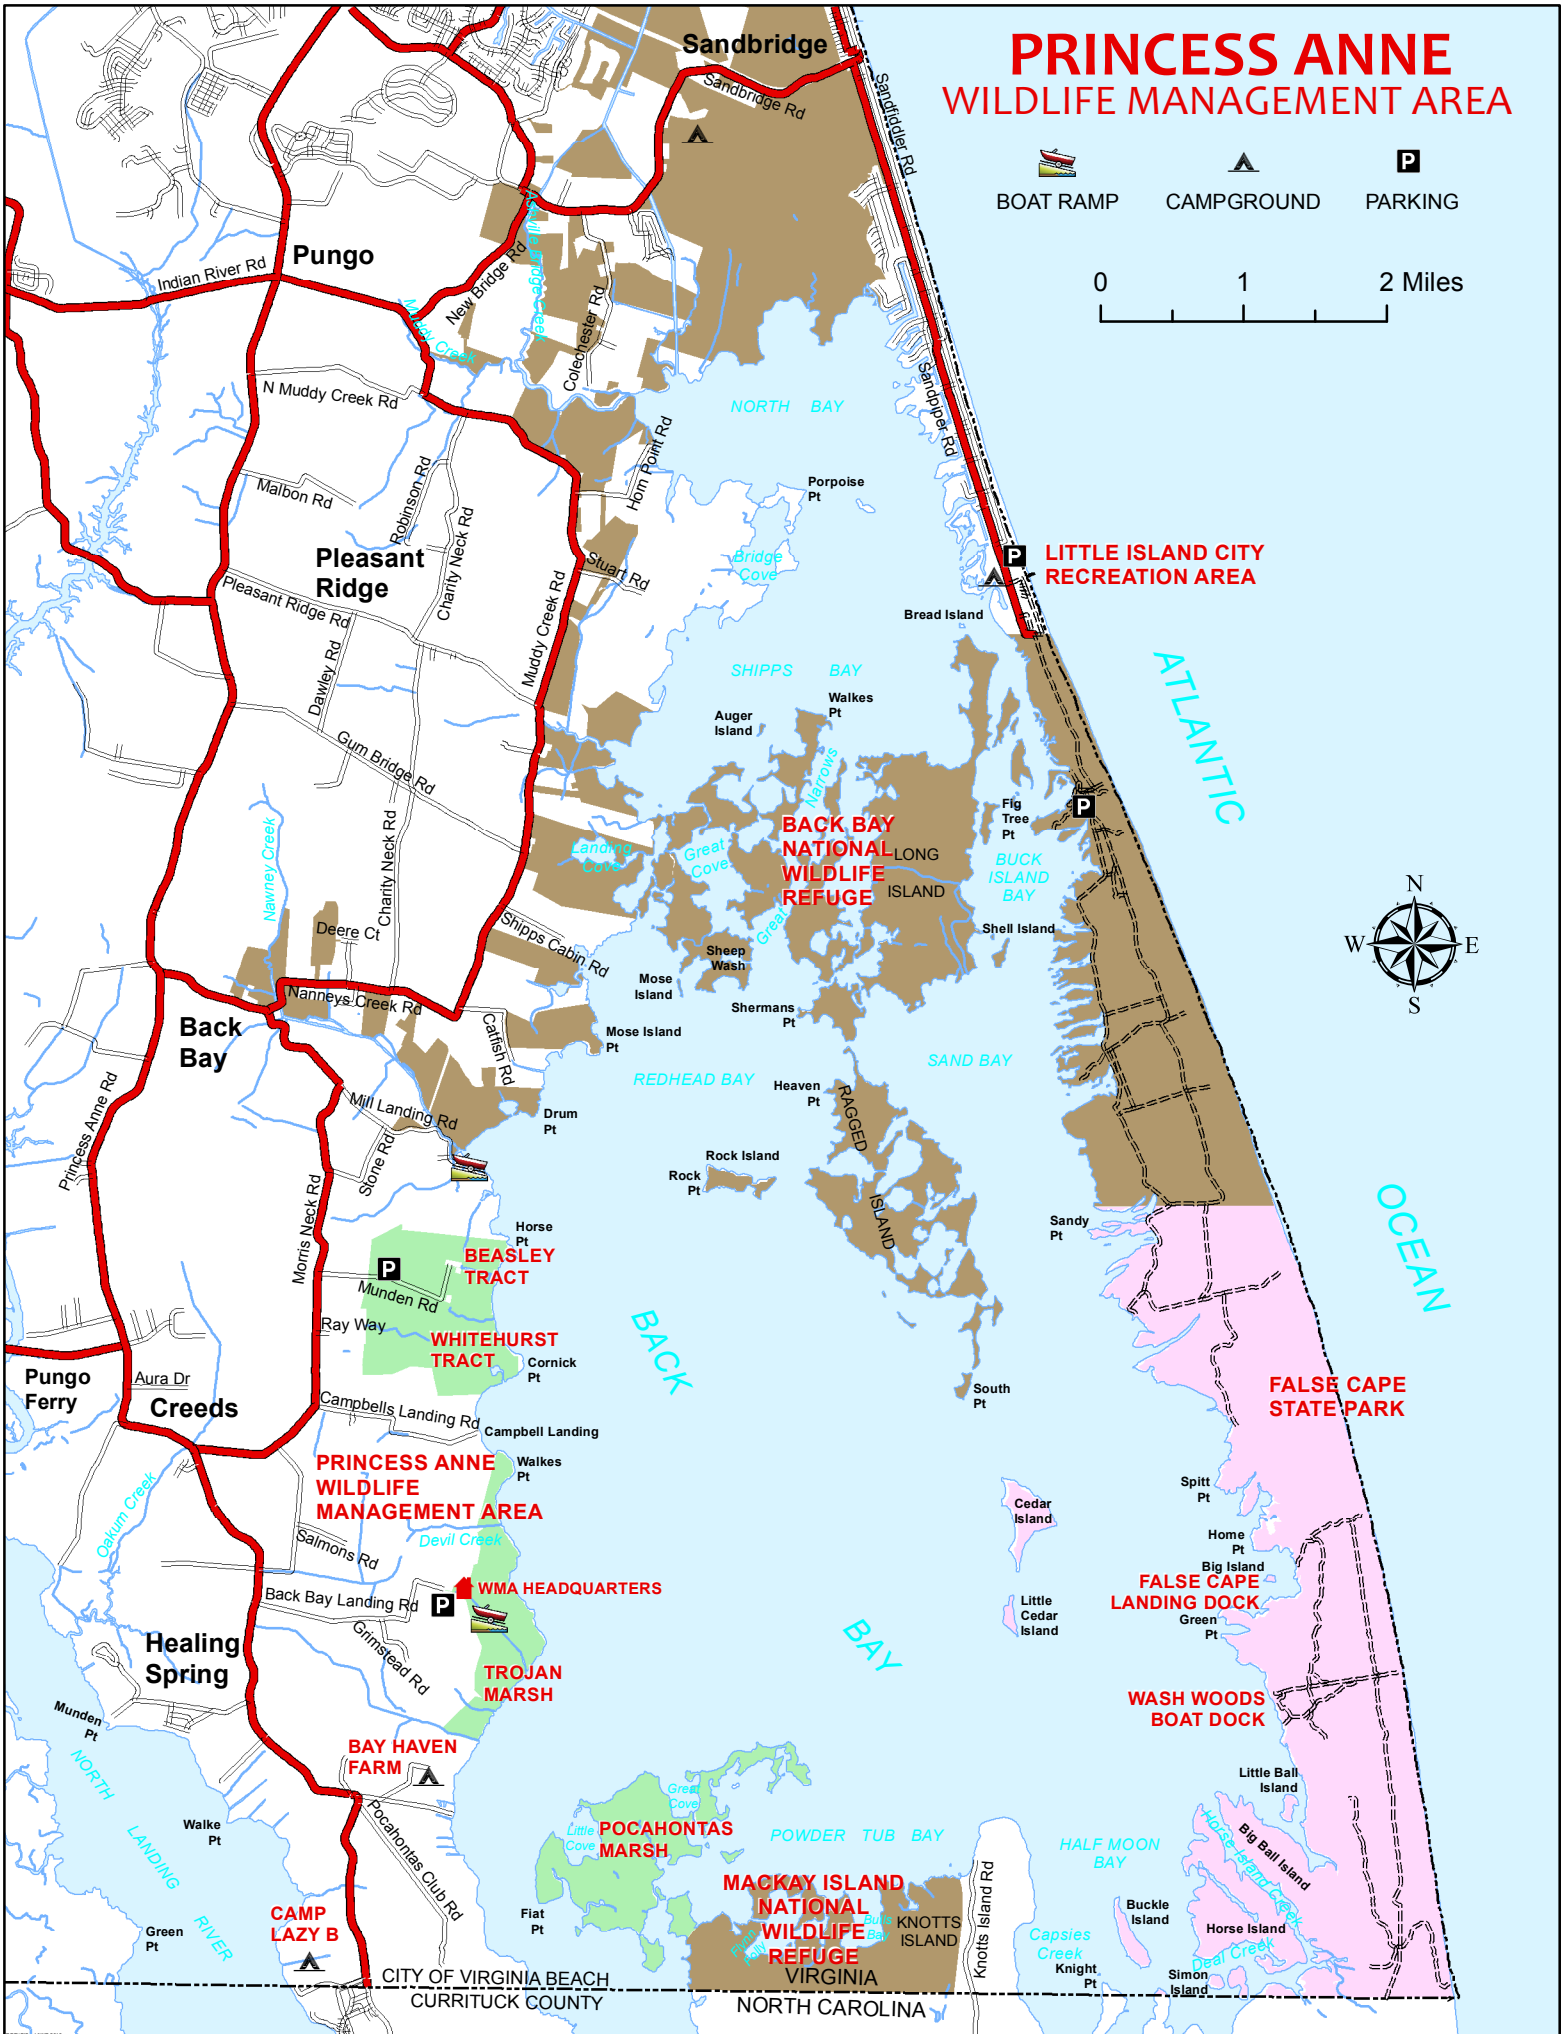 PRINCESS ANNE
WILDLIFE MANAGEMENT AREA
BOAT RAMP
CAMPGROUND
P
PARKING
0 1 2 Miles
Sandbridge
Sandbridge Rd
Sandfiddler Rd
Pungo
Indian River Rd
New Bridge Rd
Ashville Bridge Creek
Muddy Creek
Colechester Rd
N Muddy Creek Rd
Sandpiper Rd
NORTH BAY
Horn Point Rd
Malbon Rd
Robinson Rd
Charity Neck Rd
Porpoise
Pt
Pleasant
Ridge
Bridge
Cove
Stuart Rd
P
LITTLE ISLAND CITY
RECREATION AREA
Pleasant Ridge Rd
Muddy Creek Rd
Dawley Rd
Bread Island
SHIPPS BAY
ATLANTIC
Walkes
Pt
Auger
Island
Gum Bridge Rd
Narrows
Fig
Tree
Pt
P
BACK BAY
NATIONAL
WILDLIFE
REFUGE
LONG
ISLAND
Landing
Cove
Great
Cove
BUCK
ISLAND
BAY
Nawney Creek
Charity Neck Rd
Great
Deere Ct
Shipps Cabin Rd
Shell Island
Sheep
Wash
Mose
Island
N
W
E
S
Nanneys Creek Rd
Shermans
Pt
Back
Bay
Catfish Rd
Mose Island
Pt
SAND BAY
REDHEAD BAY
Heaven
Pt
RAGGED
ISLAND
Princess Anne Rd
Mill Landing Rd
Drum
Pt
Stone Rd
Rock Island
Rock
Pt
Morris Neck Rd
Horse
Pt
Sandy
Pt
OCEAN
BEASLEY
TRACT
P
Munden Rd
Ray Way
WHITEHURST
TRACT
Cornick
Pt
BACK
Pungo
Ferry
Aura Dr
Creeds
Campbells Landing Rd
Campbell Landing
South
Pt
FALSE CAPE
STATE PARK
PRINCESS ANNE
WILDLIFE
MANAGEMENT AREA
Walkes
Pt
Spitt
Pt
Cedar
Island
Oakum Creek
Devil Creek
Salmons Rd
Home
Pt
Big Island
FALSE CAPE
LANDING DOCK
Green
Pt
WMA HEADQUARTERS
Back Bay Landing Rd
P
Little
Cedar
Island
Healing
Spring
Grimstead Rd
BAY
TROJAN
MARSH
WASH WOODS
BOAT DOCK
Munden
Pt
BAY HAVEN
FARM
Little Ball
Island
NORTH
LANDING
RIVER
Walke
Pt
Pocahontas Club Rd
Great
Cove
Little
Cove
POCAHONTAS
MARSH
POWDER TUB BAY
HALF MOON
BAY
Horse Island Creek
Big Ball Island
MACKAY ISLAND
NATIONAL
WILDLIFE
REFUGE
Flynn
Folly
Bulls
Bay
KNOTTS
ISLAND
Knotts Island Rd
Buckle
Island
Horse Island
Capsies
Creek
Deal Creek
Knight
Pt
Simon
Island
Fiat
Pt
CAMP
LAZY B
Green
Pt
CITY OF VIRGINIA BEACH
CURRITUCK COUNTY
VIRGINIA
NORTH CAROLINA